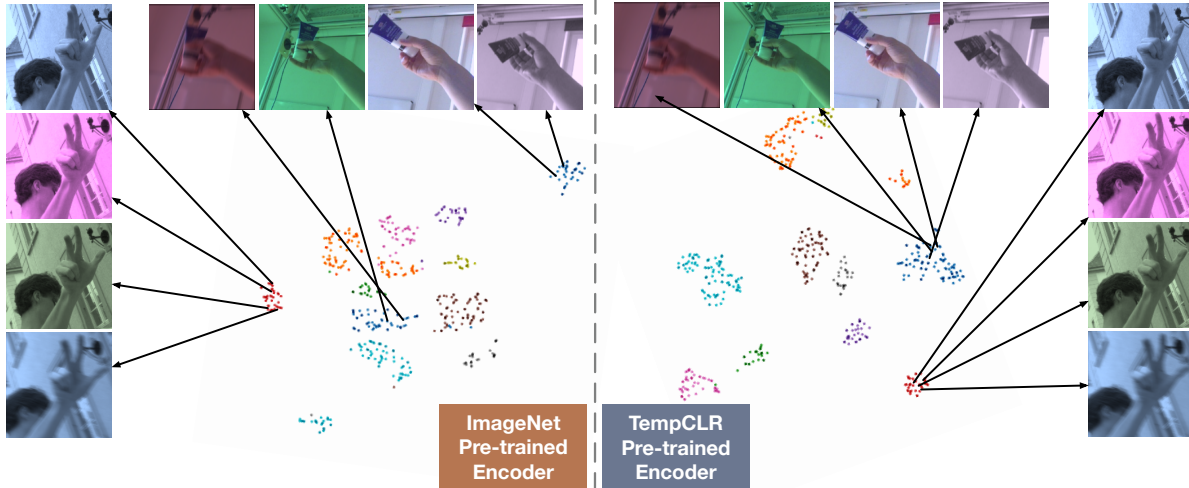 ImageNet
Pre-trained
Encoder
TempCLR
Pre-trained
Encoder